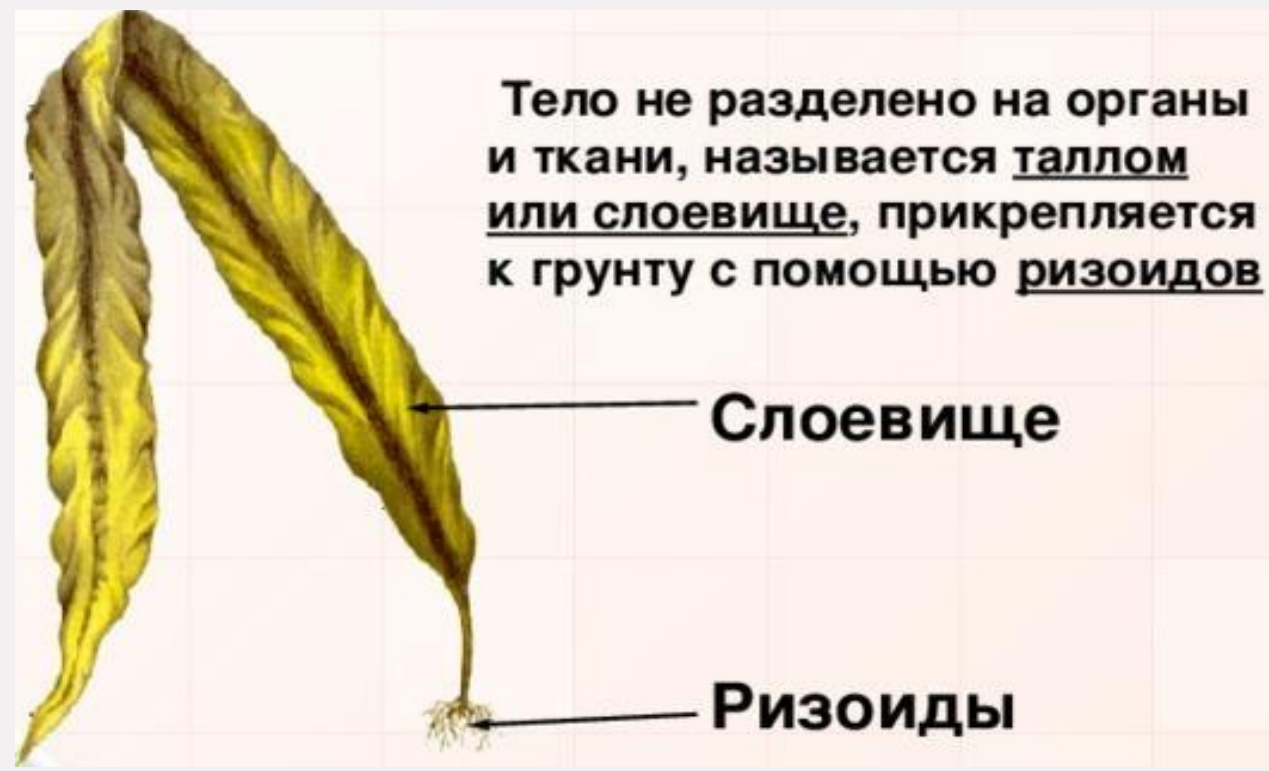 Тело не разделено на органы
и ткани, называется таллом
или слоевище, прикрепляется
к грунту с помощью ризоидов
Слоевище
Ризоиды